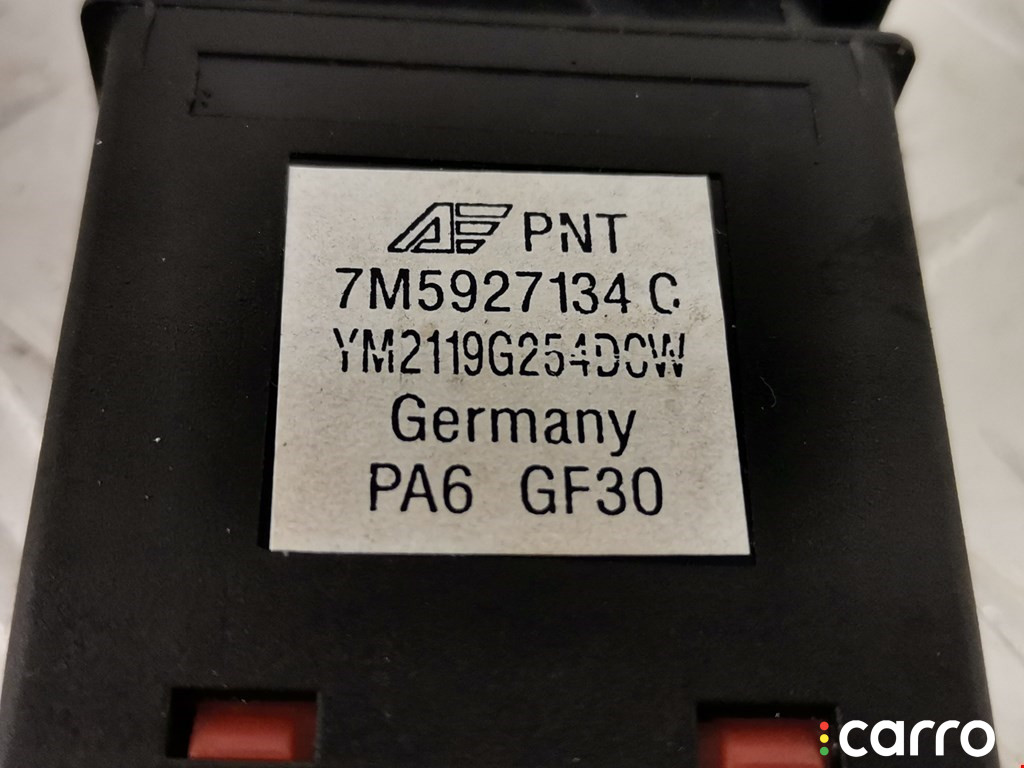 PNT
7M5927134 C
YM2119G254DCW
Germany
PA6 GF30
carro